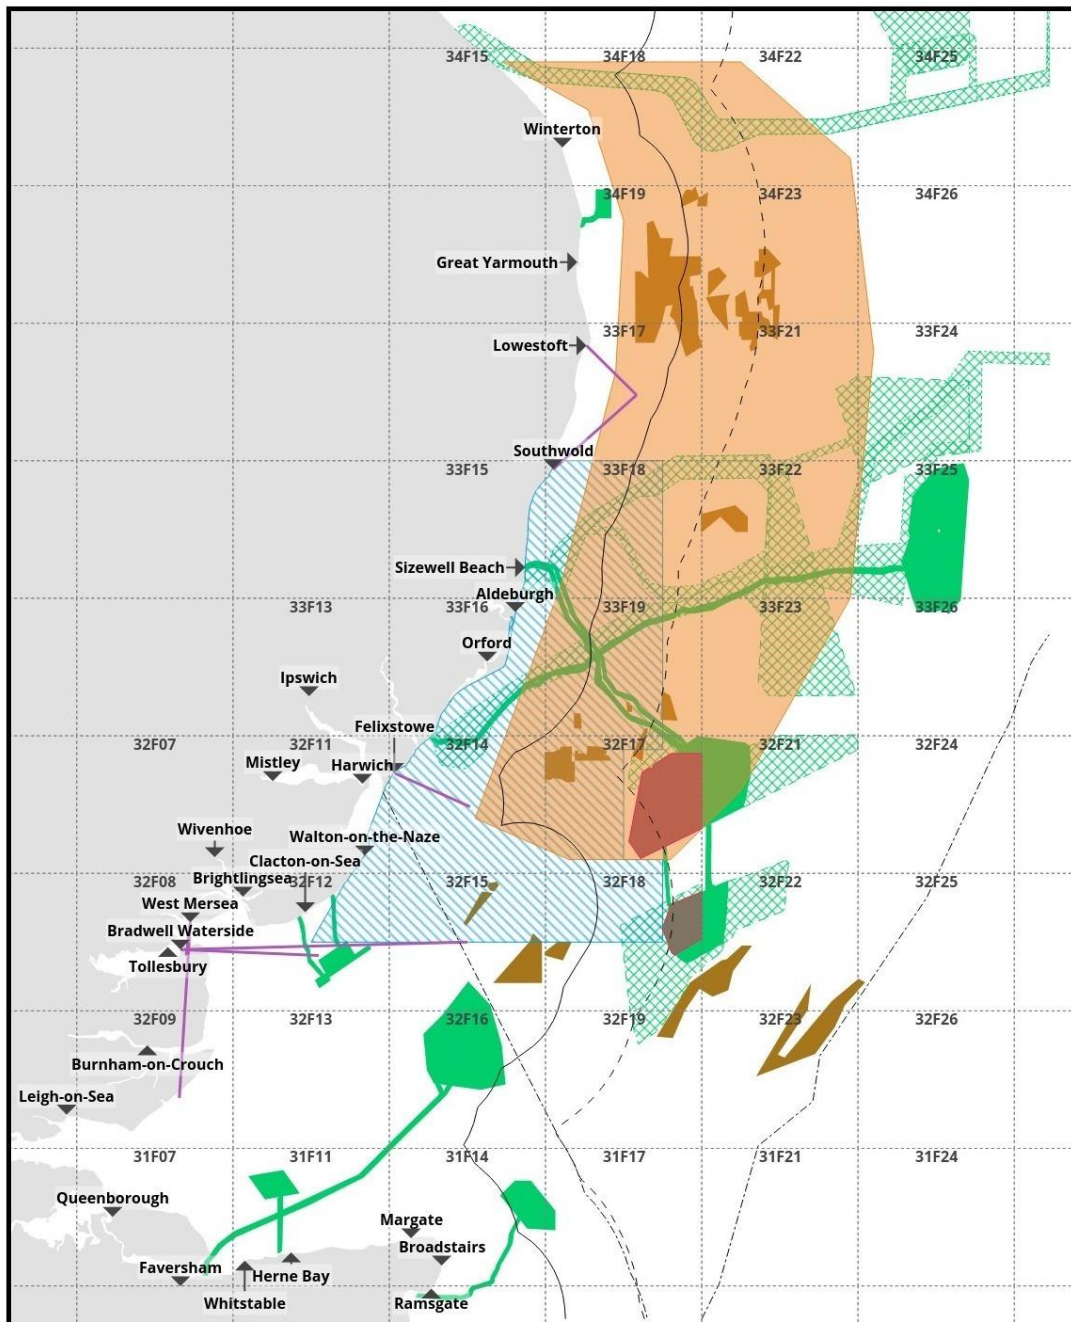 34F15
34F18
34F22
34F25
Winterton
34F19
34F23
34F26
Great Yarmouth
33F17
33F21
33F24
Lowestoft
Southwold
33F15
33F18
33F22
33F25
Sizewell Beach
Aldeburgh
33F13
33F16
33F19
33F23
33F26
Orford
Ipswich
Felixstowe
32F07
32F11
32F14
32F17
32F21
32F24
Mistley
Harwich
Wivenhoe
Walton-on-the-Naze
Clacton-on-Sea
Brightlingsea
32F08
32F12
32F15
32F18
32F22
32F25
West Mersea
Bradwell Waterside
Tollesbury
32F09
32F13
32F16
32F19
32F23
32F26
Burnham-on-Crouch
Leigh-on-Sea
31F07
31F11
31F14
31F17
31F21
31F24
Queenborough
Margate
Broadstairs
Faversham
Herne Bay
Whitstable
Ramsgate